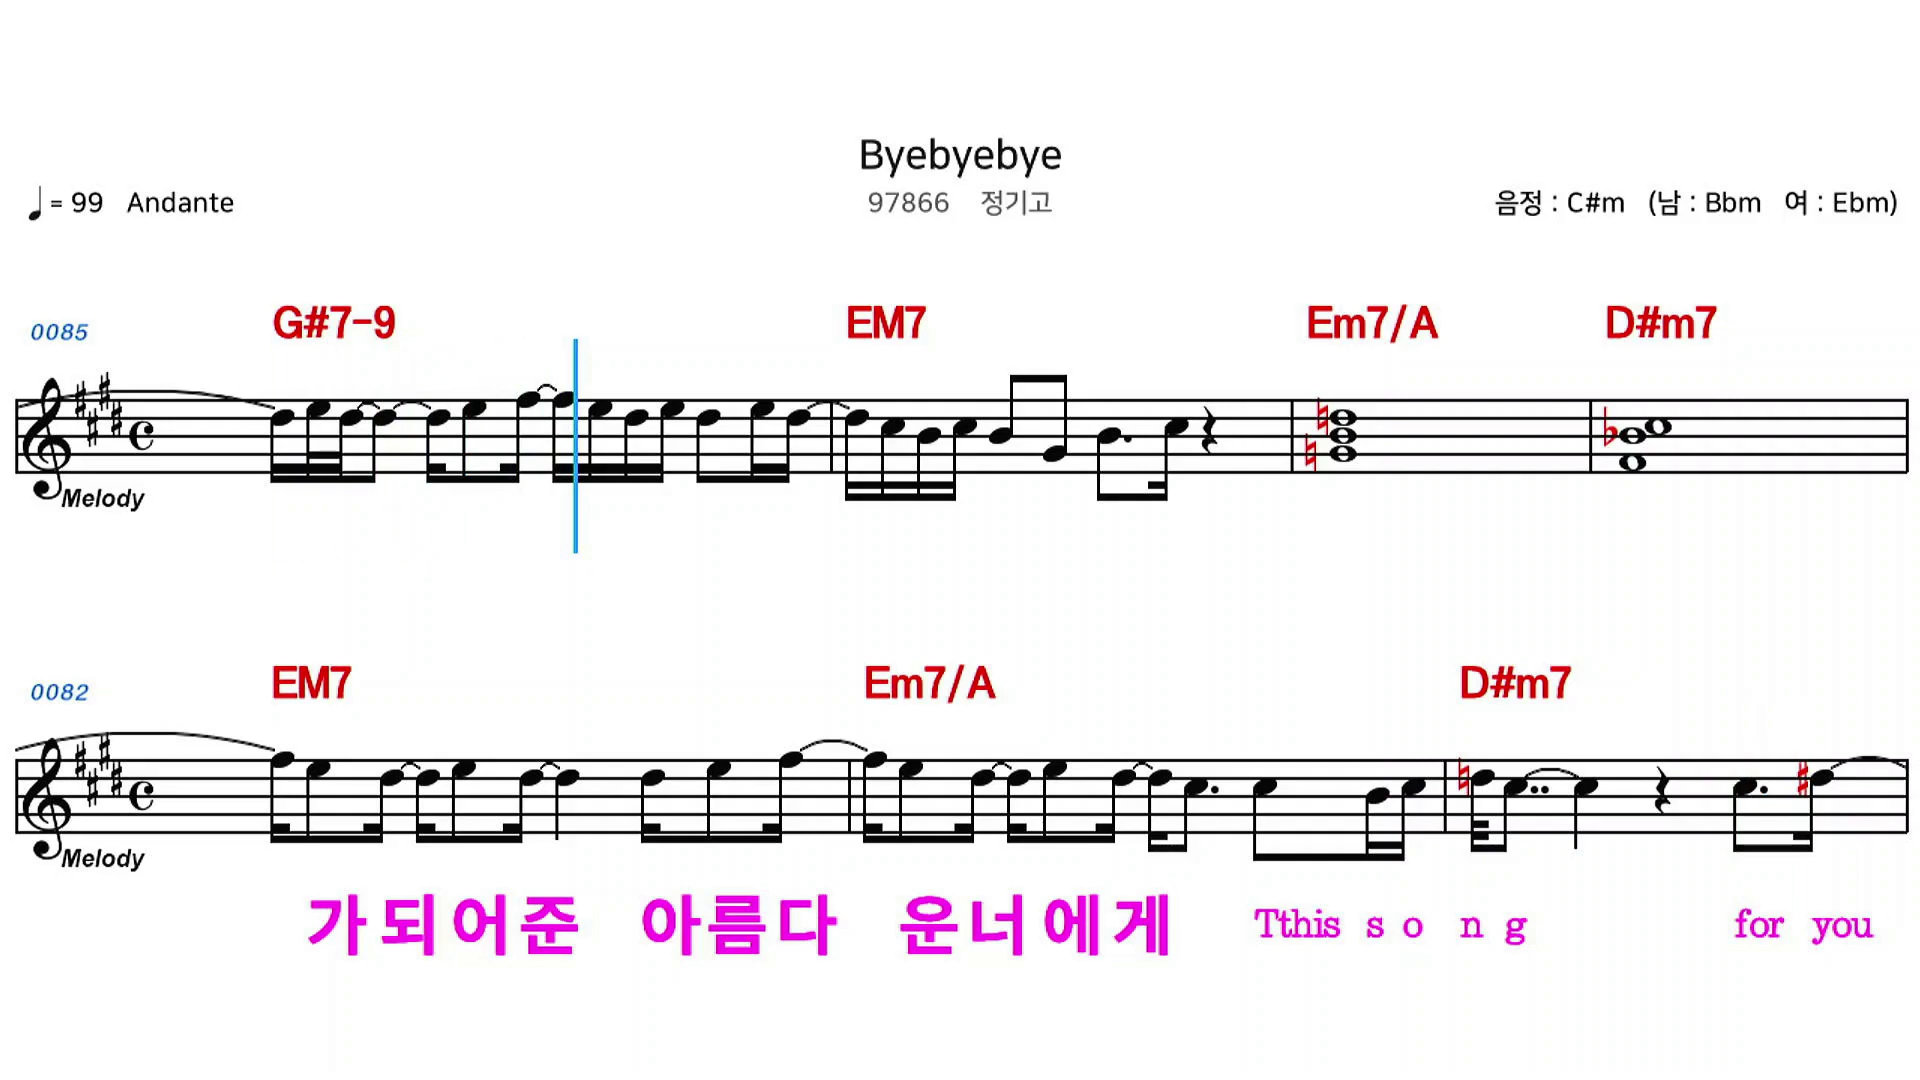 Byebyebye
= 99 Andante
97866 정기고
음정 : C#m (남 : Bbm 여 : Ebm)
G#7-9 EM7 Em7/A D#m7
0085
Melody
EM7 Em7/A D#m7
0082
Melody
가 되 어 준 아 름 다 운 너 에 게 Tthis s o n g for you